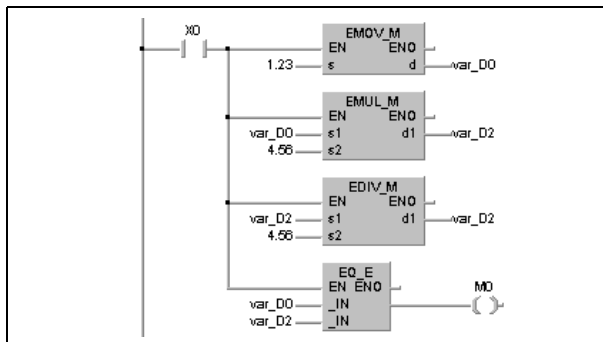 X0
EMOV_M
EN ENO
1.23 s d var_D0
EMUL_M
EN ENO
var_D0 s1 d1 var_D2
4.56 s2
EDIV_M
EN ENO
var_D2 s1 d1 var_D2
4.56 s2
EQ_E
EN ENO M0
var_D0 _IN
var_D2 _IN